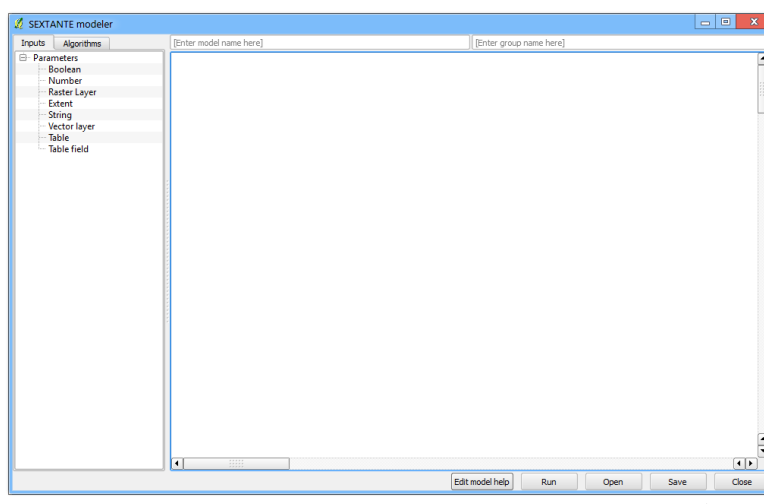 SEXTANTE modeler
Inputs Algorithms [Enter model name here] [Enter group name here]
Parameters
Boolean
Number
Raster Layer
Extent
String
Vector layer
Table
Table field
Edit model help Run Open Save Close